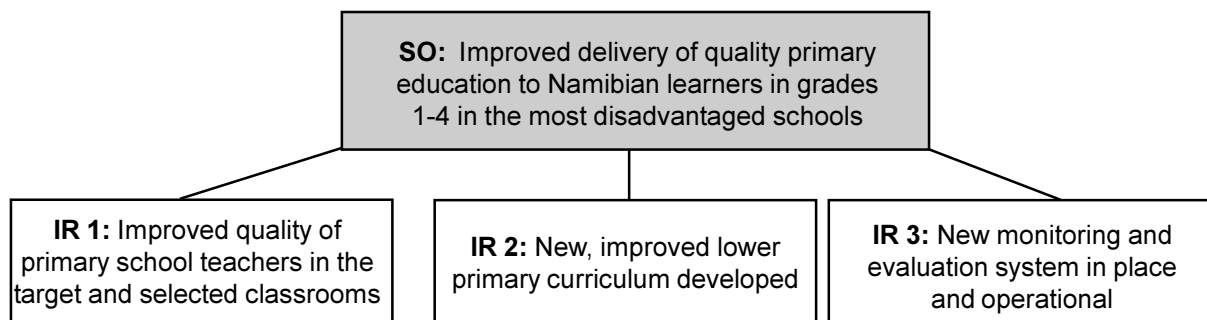 SO: Improved delivery of quality primary
education to Namibian learners in grades
1-4 in the most disadvantaged schools
IR 1: Improved quality of
primary school teachers in the
target and selected classrooms
IR 2: New, improved lower
primary curriculum developed
IR 3: New monitoring and
evaluation system in place
and operational